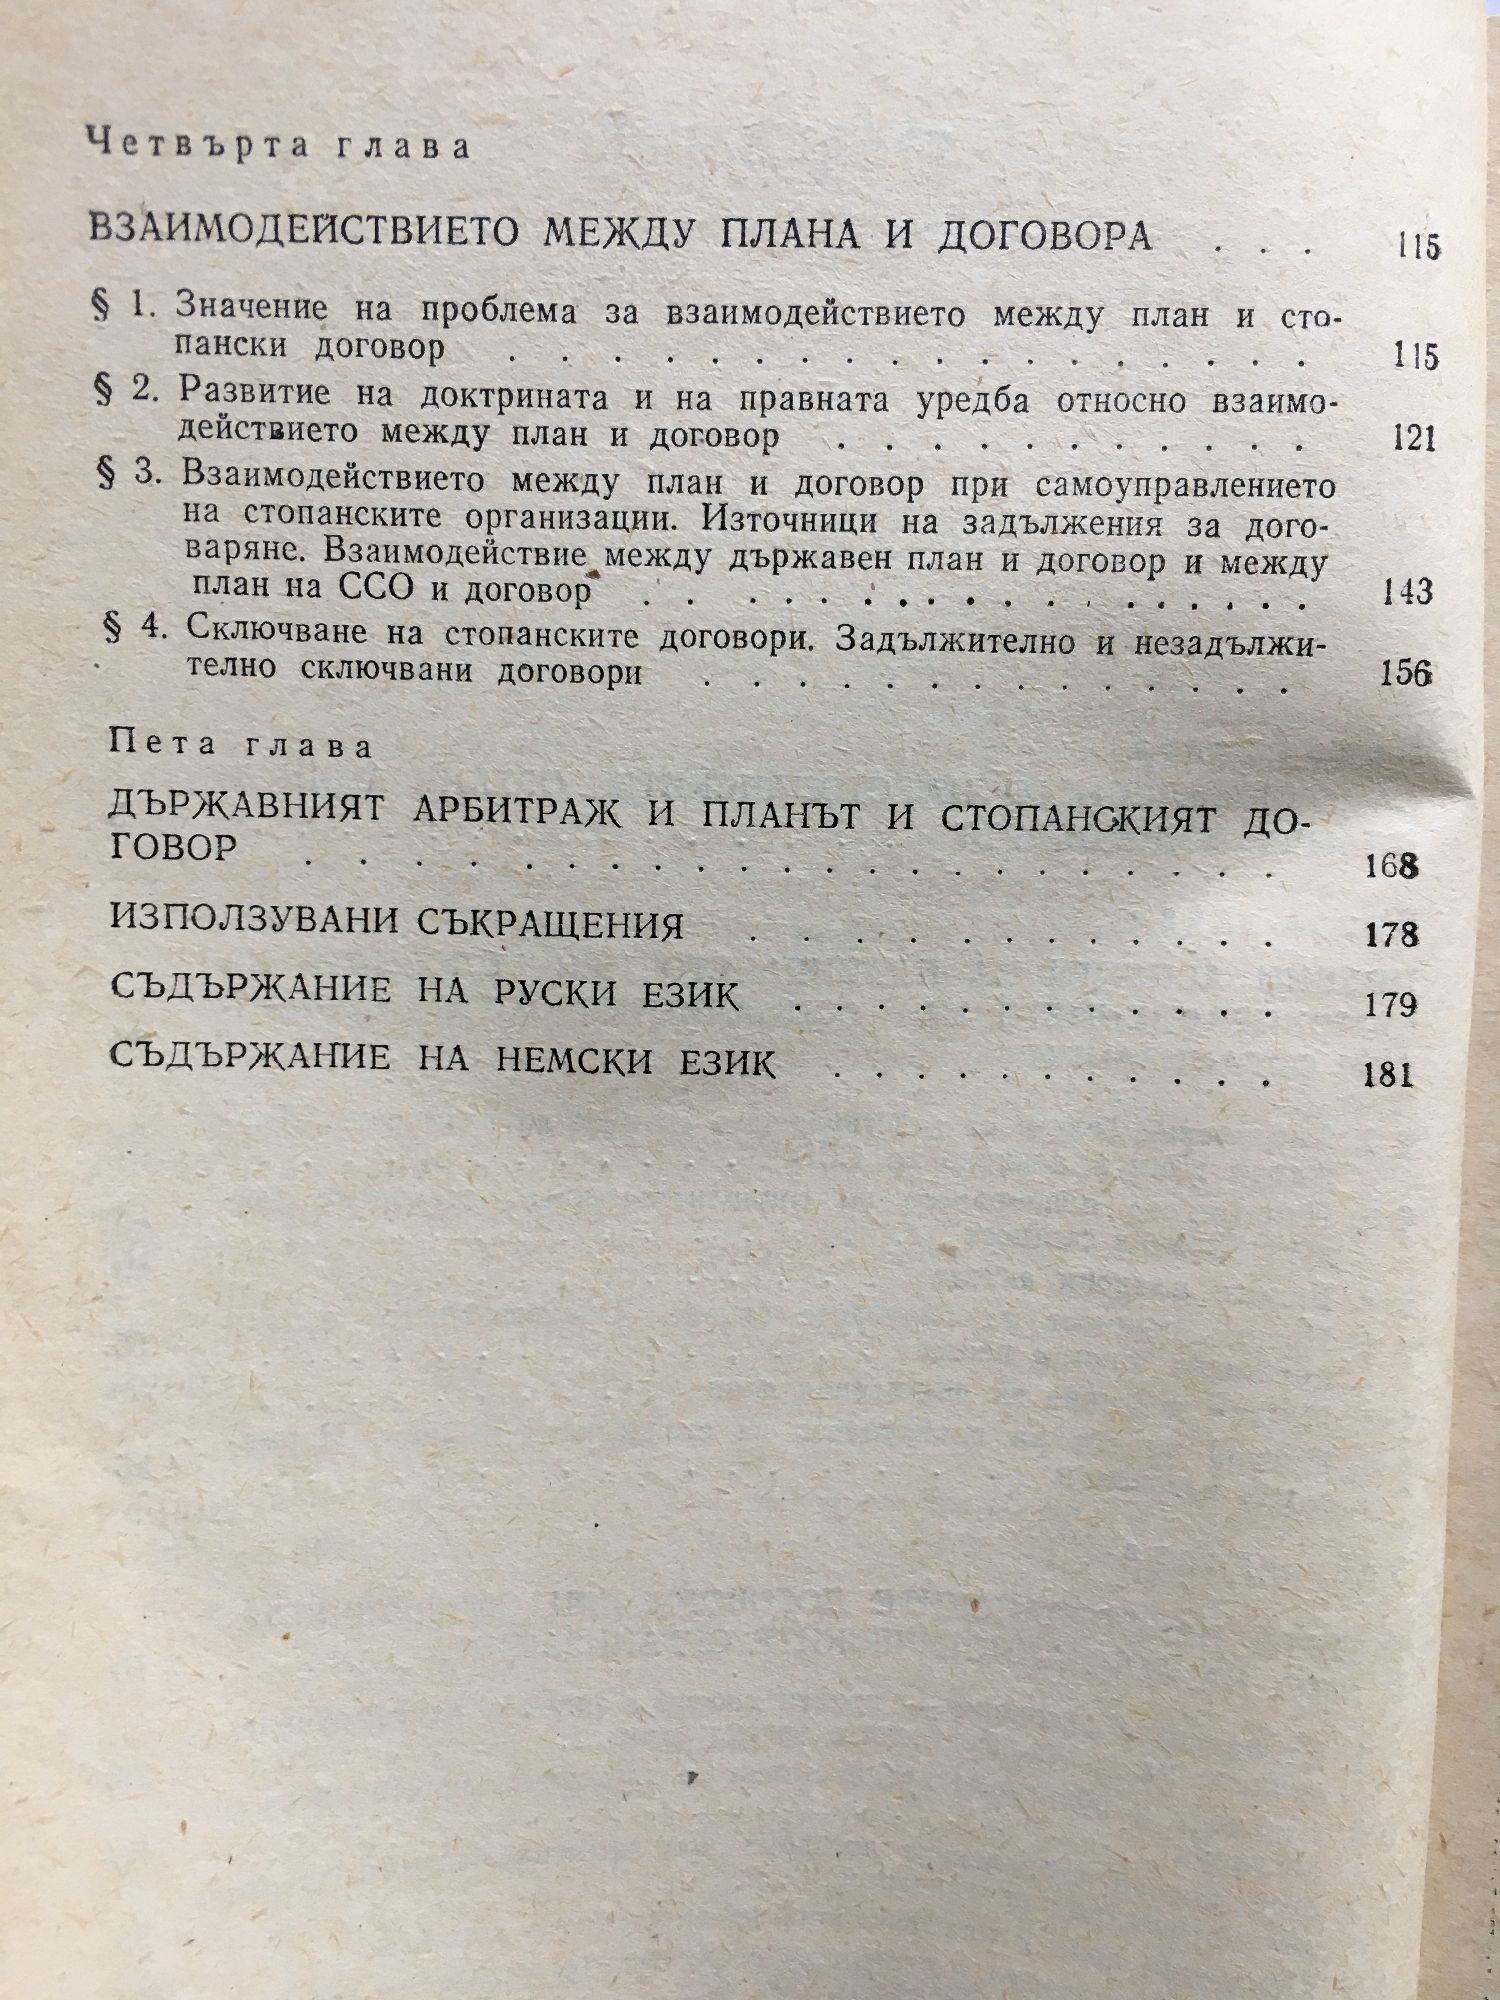 Четвърта глава
ВЗАИМОДЕЙСТВИЕТО МЕЖДУ ПЛАНА И ДОГОВОРА . . . 115
§ 1. Значение на проблема за взаимодействието между план и сто-
пански договор . . . . . . . . . . . . . . . . . . 115
§ 2. Развитие на доктрината и на правната уредба относно взаимо-
действието между план и договор . . . . . . . . . . . 121
§ 3. Взаимодействието между план и договор при самоуправлението
на стопанските организации. Източници на задължения за дого-
варяне. Взаимодействие между държавен план и договор и между
план на ССО и договор . . . . . . . . . . . . . . . . . . 143
§ 4. Сключване на стопанските договори. Задължително и незадължи-
телно сключвани договори . . . . . . . . . . . . . . 156
Пета глава
ДЪРЖАВНИЯТ АРБИТРАЖ И ПЛАНЪТ И СТОПАНСКИЯТ ДО-
ГОВОР . . . . . . . . . . . . . . . . . . 168
ИЗПОЛЗУВАНИ СЪКРАЩЕНИЯ . . . . . . . . . . . . . 178
СЪДЪРЖАНИЕ НА РУСКИ ЕЗИК . . . . . . . . . . . . 179
СЪДЪРЖАНИЕ НА НЕМСКИ ЕЗИК . . . . . . . . . . . 181